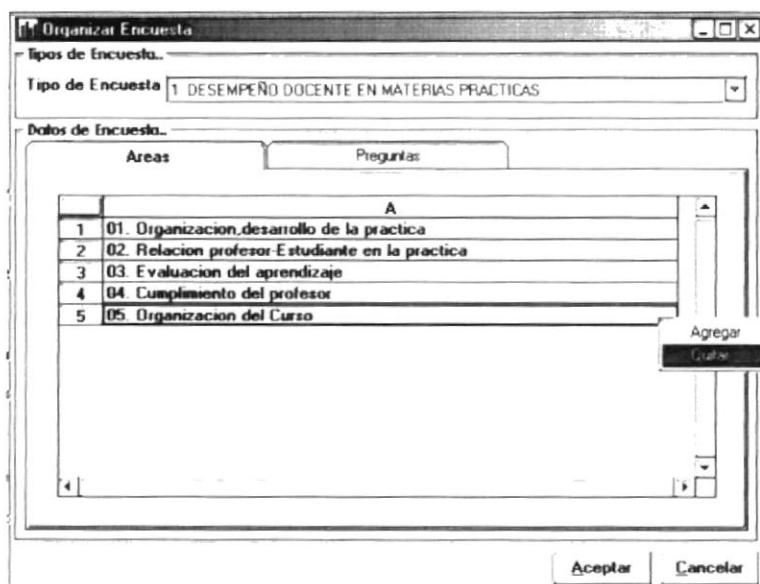 Organizar Encuesta
Tipos de Encuesta..
Tipo de Encuesta 1 DESEMPEÑO DOCENTE EN MATERIAS PRACTICAS
Datos de Encuesta..
Areas Preguntas
A
1 01. Organizacion,desarrollo de la practica
2 02. Relacion profesor-Estudiante en la practica
3 03. Evaluacion del aprendizaje
4 04. Cumplimiento del profesor
5 05. Organizacion del Curso
Agregar
Quitar
Aceptar Cancelar